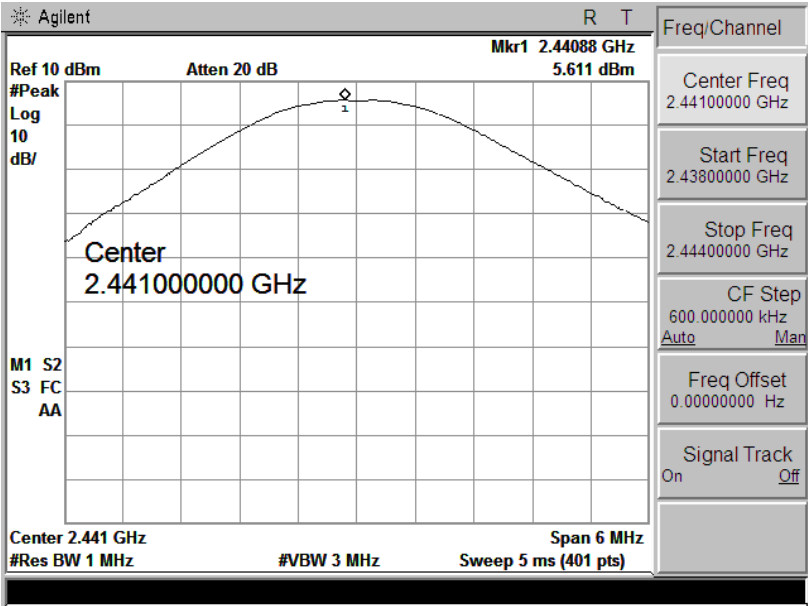 Agilent R T
Mkr1 2.44088 GHz
Ref 10 dBm Atten 20 dB 5.611 dBm
#Peak
Log
10
dB/
1
Center
2.441000000 GHz
M1 S2
S3 FC
AA
Center 2.441 GHz Span 6 MHz
#Res BW 1 MHz #VBW 3 MHz Sweep 5 ms (401 pts)
Freq/Channel
Center Freq
2.44100000 GHz
Start Freq
2.43800000 GHz
Stop Freq
2.44400000 GHz
CF Step
600.000000 kHz
Auto Man
Freq Offset
0.00000000 Hz
Signal Track
On Off